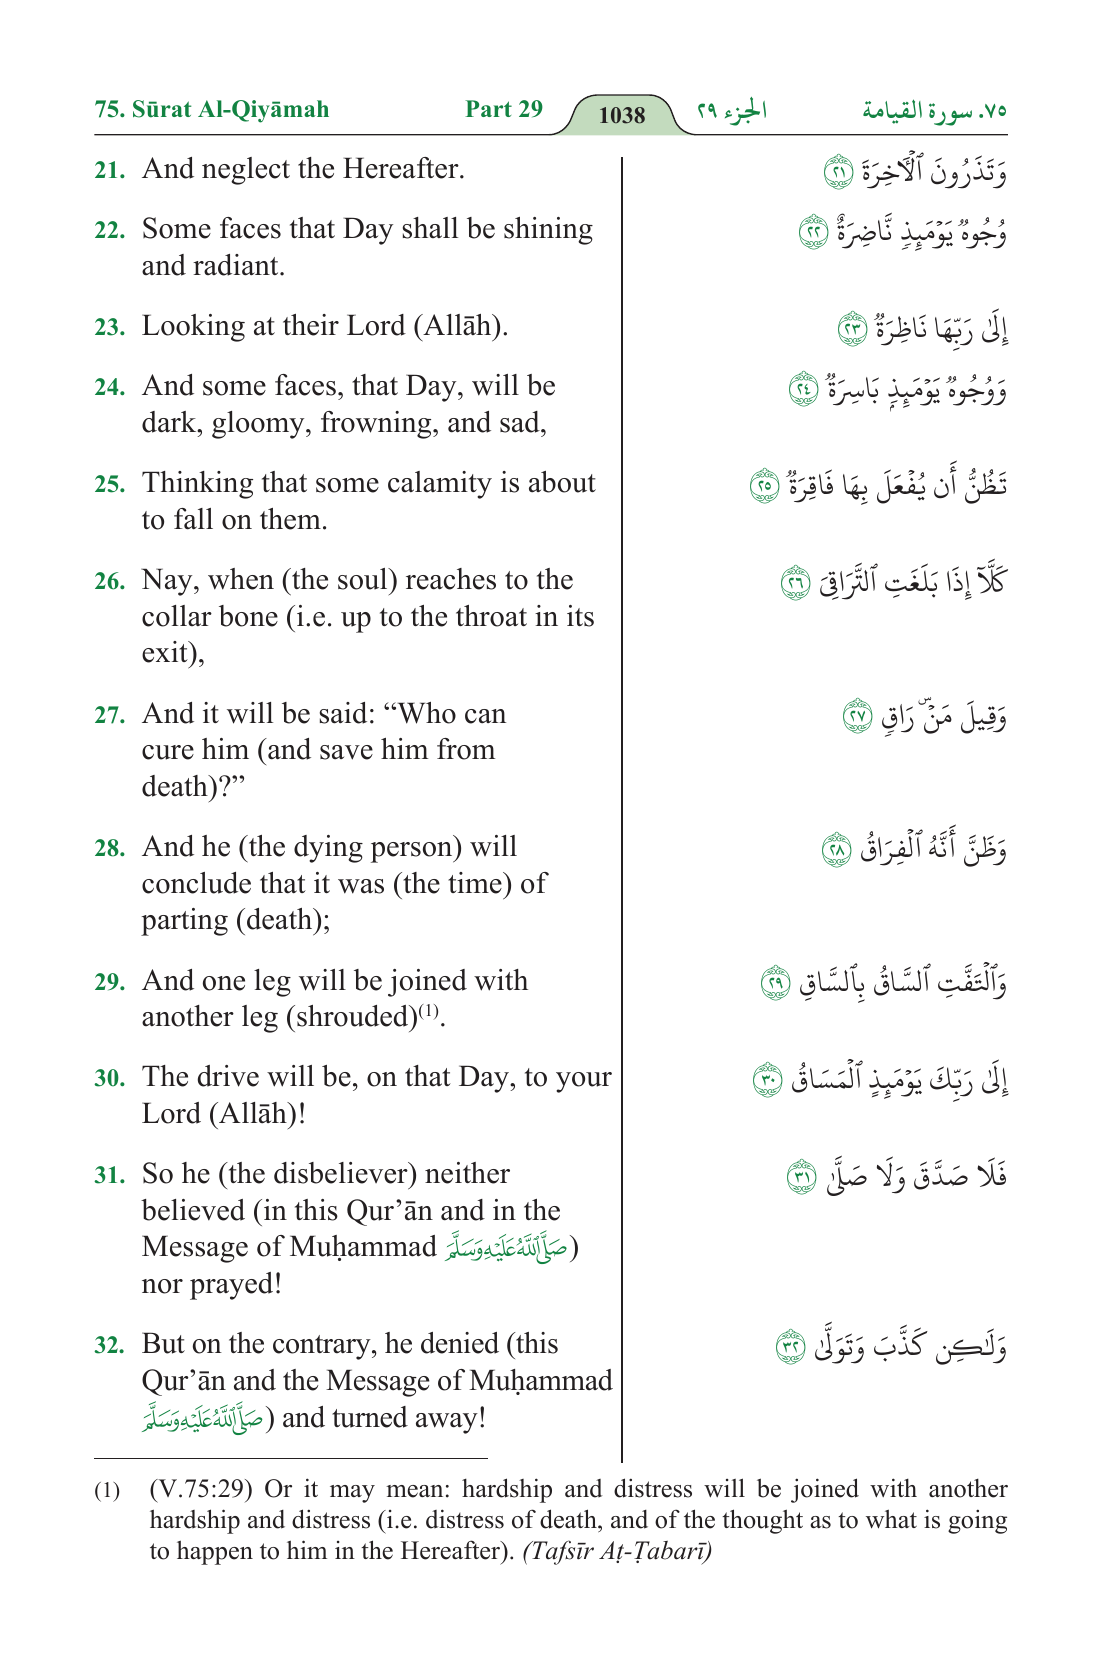 75. Sūrat Al-Qiyāmah Part 29 1038 الجزء ٢٩ ٧٥. سورة القيامة
21. And neglect the Hereafter.
وَتَذَرُونَ ٱلْأَخِرَةَ ٢١
22. Some faces that Day shall be shining
and radiant.
وُجُوهٌ يَوْمَئِذٍ نَّاضِرَةٌ ٢٢
23. Looking at their Lord (Allāh).
إِلَىٰ رَبِّهَا نَاظِرَةٌ ٢٣
24. And some faces, that Day, will be
dark, gloomy, frowning, and sad,
وَوُجُوهٌ يَوْمَئِذٍۭ بَاسِرَةٌ ٢٤
25. Thinking that some calamity is about
to fall on them.
تَظُنُّ أَن يُفْعَلَ بِهَا فَاقِرَةٌ ٢٥
26. Nay, when (the soul) reaches to the
collar bone (i.e. up to the throat in its
exit),
كَلَّآ إِذَا بَلَغَتِ ٱلتَّرَاقِيَ ٢٦
27. And it will be said: “Who can
cure him (and save him from
death)?”
وَقِيلَ مَنْۜ رَاقٍ ٢٧
28. And he (the dying person) will
conclude that it was (the time) of
parting (death);
وَظَنَّ أَنَّهُ ٱلْفِرَاقُ ٢٨
29. And one leg will be joined with
another leg (shrouded)(1).
وَٱلْتَفَّتِ ٱلسَّاقُ بِٱلسَّاقِ ٢٩
30. The drive will be, on that Day, to your
Lord (Allāh)!
إِلَىٰ رَبِّكَ يَوْمَئِذٍ ٱلْمَسَاقُ ٣٠
31. So he (the disbeliever) neither
believed (in this Qur’ān and in the
Message of Muḥammad صَلَّى ٱللَّهُ عَلَيْهِ وَسَلَّمَ)
nor prayed!
فَلَا صَدَّقَ وَلَا صَلَّىٰ ٣١
32. But on the contrary, he denied (this
Qur’ān and the Message of Muḥammad
صَلَّى ٱللَّهُ عَلَيْهِ وَسَلَّمَ) and turned away!
وَلَٰكِن كَذَّبَ وَتَوَلَّىٰ ٣٢
(1) (V.75:29) Or it may mean: hardship and distress will be joined with another
hardship and distress (i.e. distress of death, and of the thought as to what is going
to happen to him in the Hereafter). (Tafsīr Aṭ-Ṭabarī)